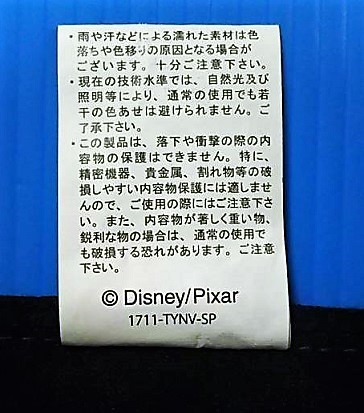 ・雨や汗などによる濡れた素材は色
落ちや色移りの原因となる場合が
ございます。十分ご注意下さい。
・現在の技術水準では、自然光及び
照明等により、通常の使用でも若
干の色あせは避けられません。ご
了承下さい。
・この製品は、落下や衝撃の際の内
容物の保護はできません。特に、
精密機器、貴金属、割れ物等の破
損しやすい内容物保護には適しませ
んので、ご使用の際にはご注意下さ
い。また、内容物が著しく重い物、
鋭利な物の場合は、通常の使用で
も破損する恐れがあります。ご注意
下さい。
© Disney/Pixar
1711-TYNV-SP